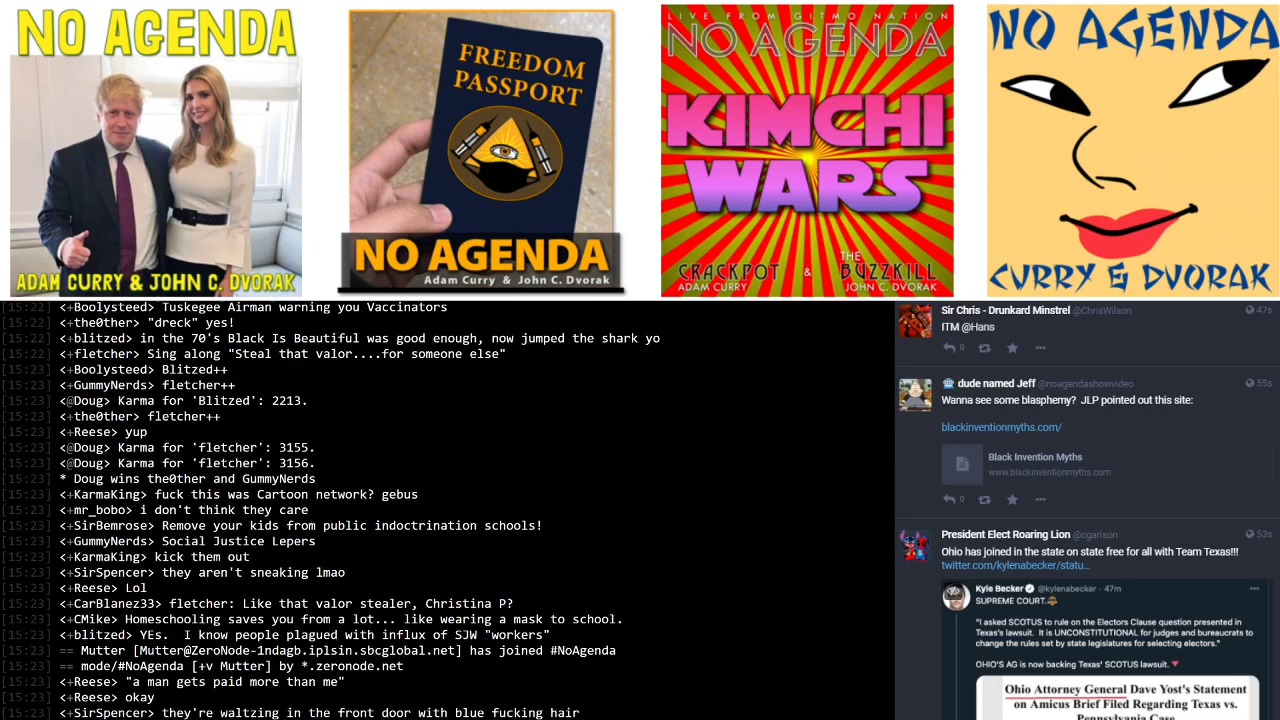 NO AGENDA
ADAM CURRY & JOHN C. DVORAK
FREEDOM
PASSPORT
NO AGENDA
Adam Curry & John C. Dvorak
LIVE FROM GITMO NATION
NO AGENDA
KIMCHI
WARS
CRACKPOT
ADAM CURRY
&
THE
BUZZKILL
JOHN C. DVORAK
NO AGENDA
CURRY & DVORAK
[15:22] <+Boolysteed> Tuskegee Airman warning you Vaccinators
[15:22] <+the0ther> "dreck" yes!
[15:22] <+blitzed> in the 70's Black Is Beautiful was good enough, now jumped the shark yo
[15:22] <+fletcher> Sing along "Steal that valor....for someone else"
[15:23] <+Boolysteed> Blitzed++
[15:23] <+GummyNerds> fletcher++
[15:23] <@Doug> Karma for 'Blitzed': 2213.
[15:23] <+the0ther> fletcher++
[15:23] <+Reese> yup
[15:23] <@Doug> Karma for 'fletcher': 3155.
[15:23] <@Doug> Karma for 'fletcher': 3156.
[15:23] * Doug wins the0ther and GummyNerds
[15:23] <+KarmaKing> fuck this was Cartoon network? gebus
[15:23] <+mr_bobo> i don't think they care
[15:23] <+SirBemrose> Remove your kids from public indoctrination schools!
[15:23] <+GummyNerds> Social Justice Lepers
[15:23] <+KarmaKing> kick them out
[15:23] <+SirSpencer> they aren't sneaking lmao
[15:23] <+Reese> Lol
[15:23] <+CarBlanez33> fletcher: Like that valor stealer, Christina P?
[15:23] <+CMike> Homeschooling saves you from a lot... like wearing a mask to school.
[15:23] <+blitzed> YES.  I know people plagued with influx of SJW "workers"
[15:23] == Mutter [Mutter@ZeroNode-1ndagb.iplsin.sbcglobal.net] has joined #NoAgenda
[15:23] == mode/#NoAgenda [+v Mutter] by *.zeronode.net
[15:23] <+Reese> "a man gets paid more than me"
[15:23] <+Reese> okay
[15:23] <+SirSpencer> they're waltzing in the front door with blue fucking hair
Sir Chris - Drunkard Minstrel @ChrisWilson 47s
ITM @Hans
0
dude named Jeff @noagendashowvideo 55s
Wanna see some blasphemy?  JLP pointed out this site:
blackinventionmyths.com/
Black Invention Myths
www.blackinventionmyths.com
0
President Elect Roaring Lion @cgarison 53s
Ohio has joined in the state on state free for all with Team Texas!!!
twitter.com/kylenabecker/statu…
Kyle Becker @kylenabecker · 47m
SUPREME COURT.
"I asked SCOTUS to rule on the Electors Clause question presented in
Texas's lawsuit.  It is UNCONSTITUTIONAL for judges and bureaucrats to
change the rules set by state legislatures for selecting electors."
OHIO'S AG is now backing Texas' SCOTUS lawsuit.
Ohio Attorney General Dave Yost's Statement
on Amicus Brief Filed Regarding Texas vs.
Pennsylvania Case